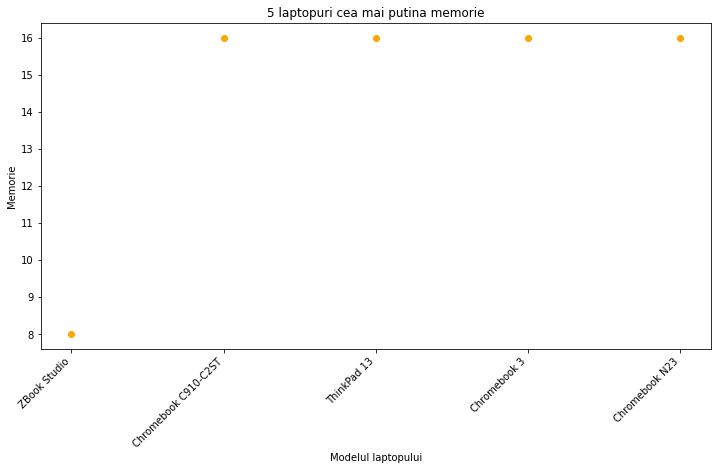 5 laptopuri cea mai putina memorie
Memorie
16
15
14
13
12
11
10
9
8
ZBook Studio
Chromebook C910-C2ST
ThinkPad 13
Chromebook 3
Chromebook N23
Modelul laptopului